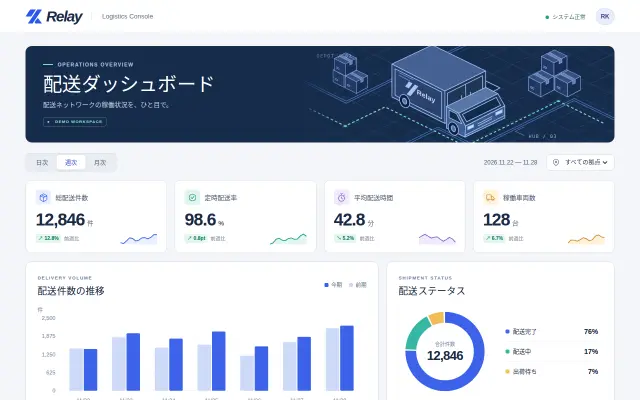 Relay
Logistics Console
システム正常
RK
OPERATIONS OVERVIEW
配送ダッシュボード
配送ネットワークの稼働状況を、ひと目で。
DEMO WORKSPACE
Relay
HUB / 03
日次
週次
月次
2026.11.22 — 11.28
すべての拠点
総配送件数
12,846 件
12.8% 前週比
定時配送率
98.6 %
0.8pt 前週比
平均配送時間
42.8 分
5.2% 前週比
稼働車両数
128 台
6.7% 前週比
DELIVERY VOLUME
配送件数の推移
今期
前期
件
2,500
1,875
1,250
625
0
SHIPMENT STATUS
配送ステータス
合計件数
12,846
配送完了 76%
配送中 17%
出荷待ち 7%